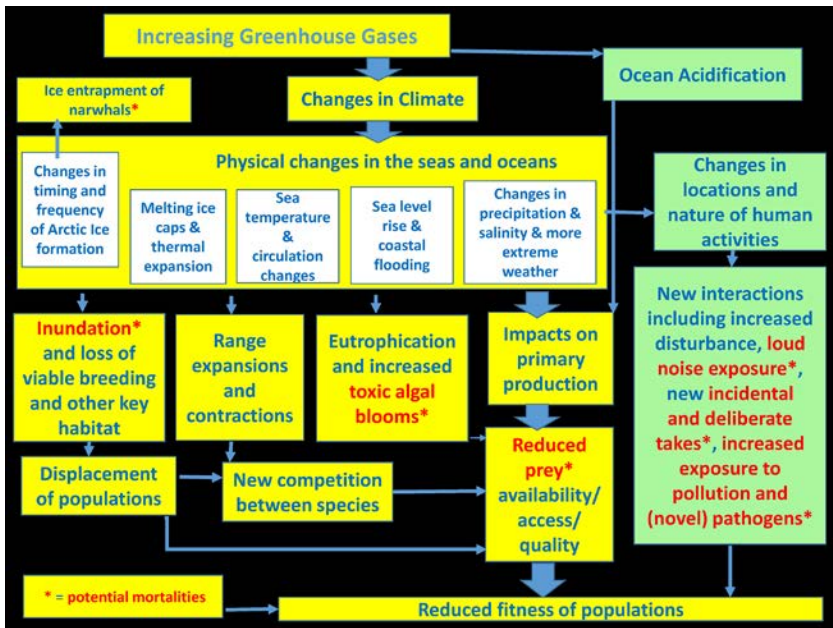 Increasing Greenhouse Gases
Ocean Acidification
Ice entrapment of
narwhals*
Changes in Climate
Physical changes in the seas and oceans
Changes in
timing and
frequency
of Arctic Ice
formation
Melting ice
caps &
thermal
expansion
Sea
temperature
&
circulation
changes
Sea level
rise &
coastal
flooding
Changes in
precipitation &
salinity & more
extreme
weather
Changes in
locations and
nature of human
activities
Inundation*
and loss of
viable breeding
and other key
habitat
Range
expansions
and
contractions
Eutrophication
and increased
toxic algal
blooms*
Impacts on
primary
production
New interactions
including increased
disturbance, loud
noise exposure*,
new incidental
and deliberate
takes*, increased
exposure to
pollution and
(novel) pathogens*
Displacement
of populations
New competition
between species
Reduced
prey*
availability/
access/
quality
* = potential mortalities
Reduced fitness of populations